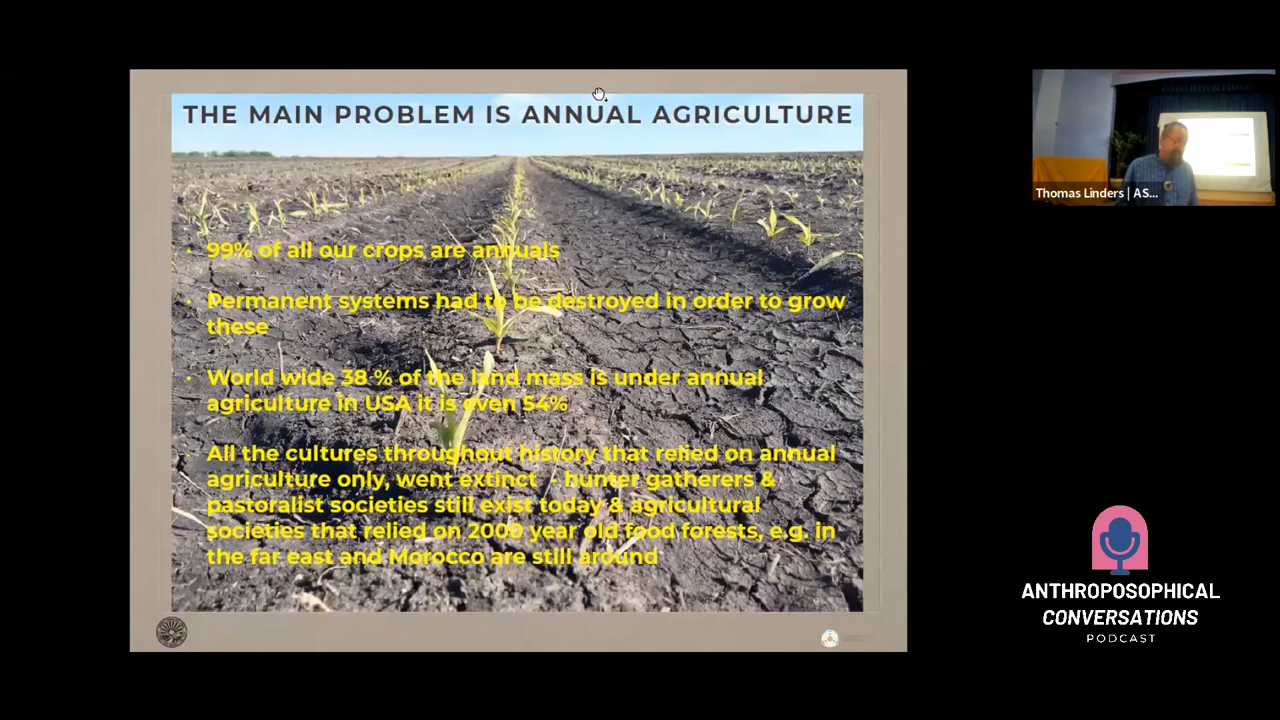 THE MAIN PROBLEM IS ANNUAL AGRICULTURE
• 99% of all our crops are annuals
• Permanent systems had to be destroyed in order to grow
these
• World wide 38 % of the land mass is under annual
agriculture in USA it is even 54%
• All the cultures throughout history that relied on annual
agriculture only, went extinct - hunter gatherers &
pastoralist societies still exist today & agricultural
societies that relied on 2000 year old food forests, e.g. in
the far east and Morocco are still around
Thomas Linders | AS...
ANTHROPOSOPHICAL
CONVERSATIONS
PODCAST